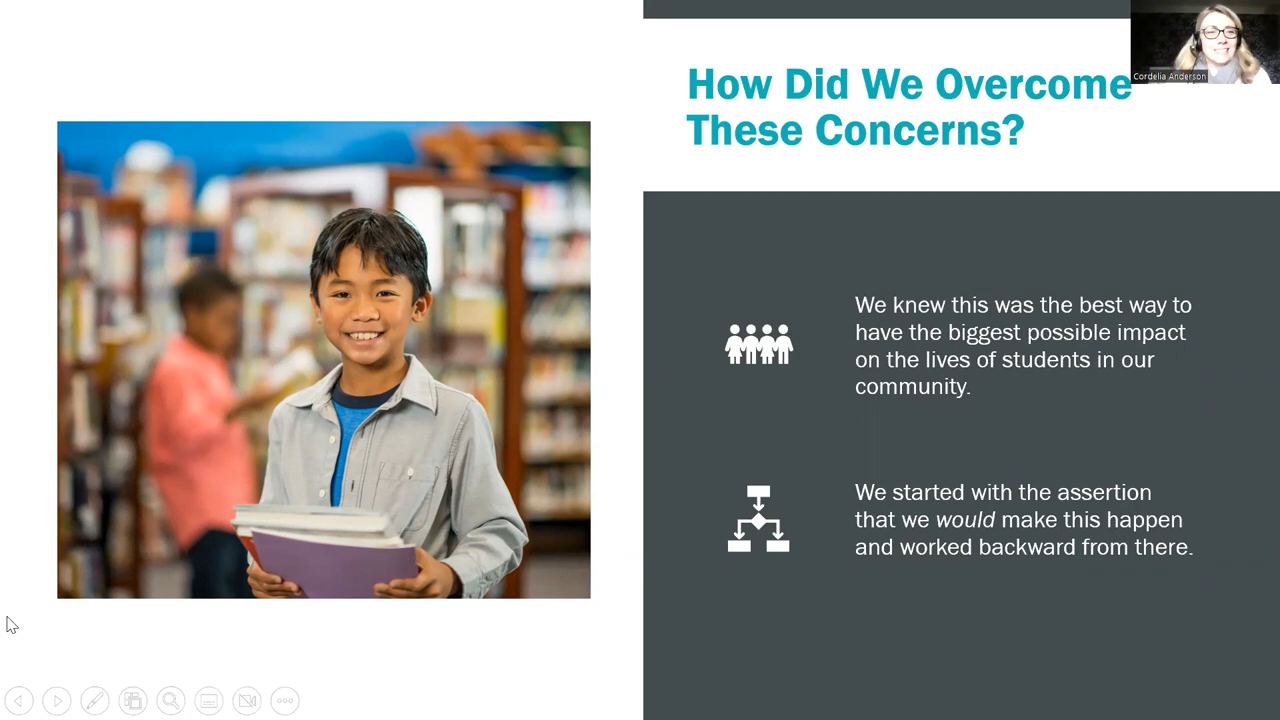 Cordelia Anderson
How Did We Overcome
These Concerns?
We knew this was the best way to
have the biggest possible impact
on the lives of students in our
community.
We started with the assertion
that we would make this happen
and worked backward from there.